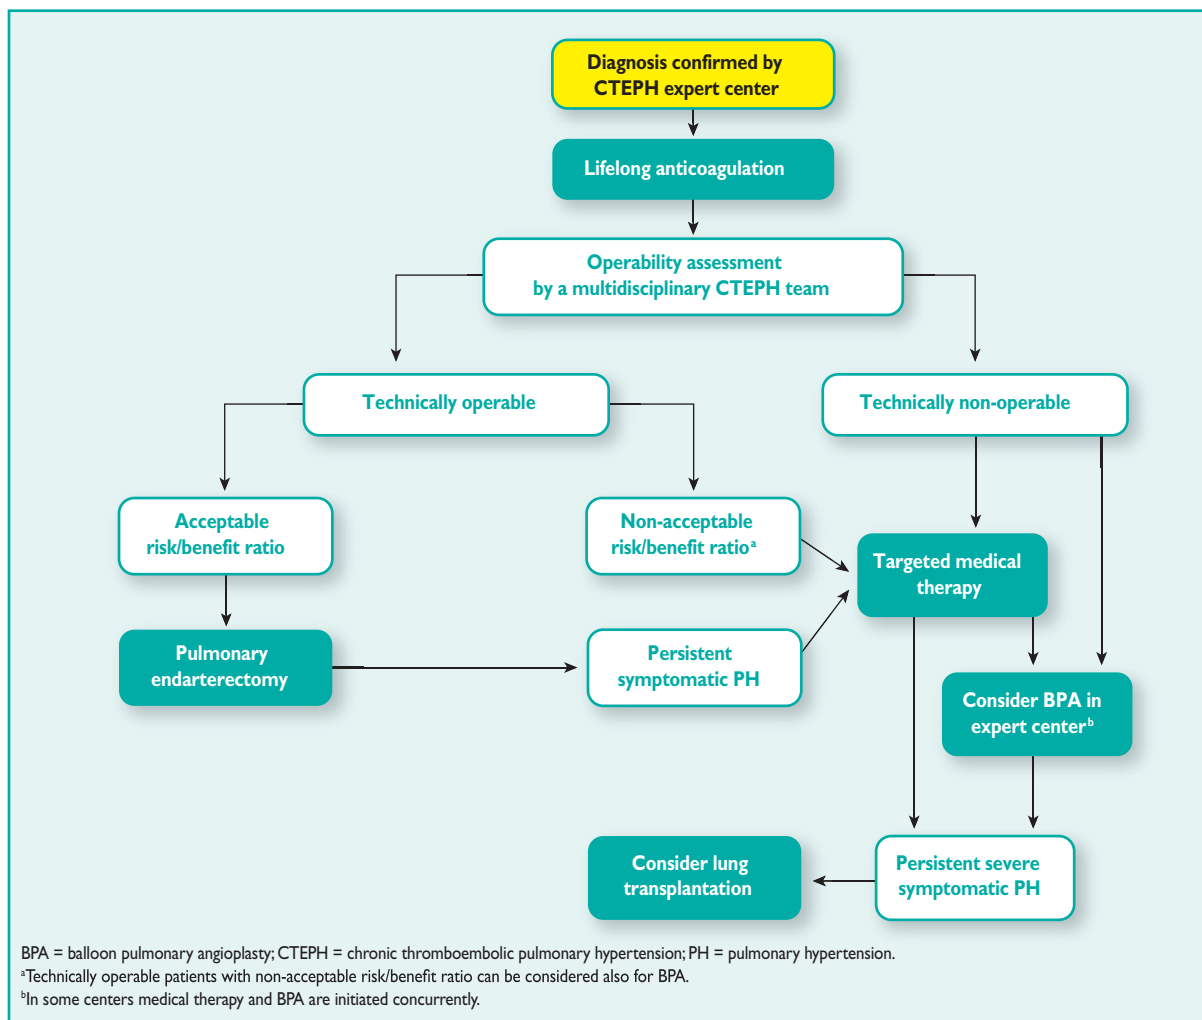 Diagnosis confirmed by
CTEPH expert center
Lifelong anticoagulation
Operability assessment
by a multidisciplinary CTEPH team
Technically operable
Technically non-operable
Acceptable
risk/benefit ratio
Non-acceptable
risk/benefit ratioᵃ
Targeted medical
therapy
Pulmonary
endarterectomy
Persistent
symptomatic PH
Consider BPA in
expert centerᵇ
Consider lung
transplantation
Persistent severe
symptomatic PH
BPA = balloon pulmonary angioplasty; CTEPH = chronic thromboembolic pulmonary hypertension; PH = pulmonary hypertension.
ᵃTechnically operable patients with non-acceptable risk/benefit ratio can be considered also for BPA.
ᵇIn some centers medical therapy and BPA are initiated concurrently.